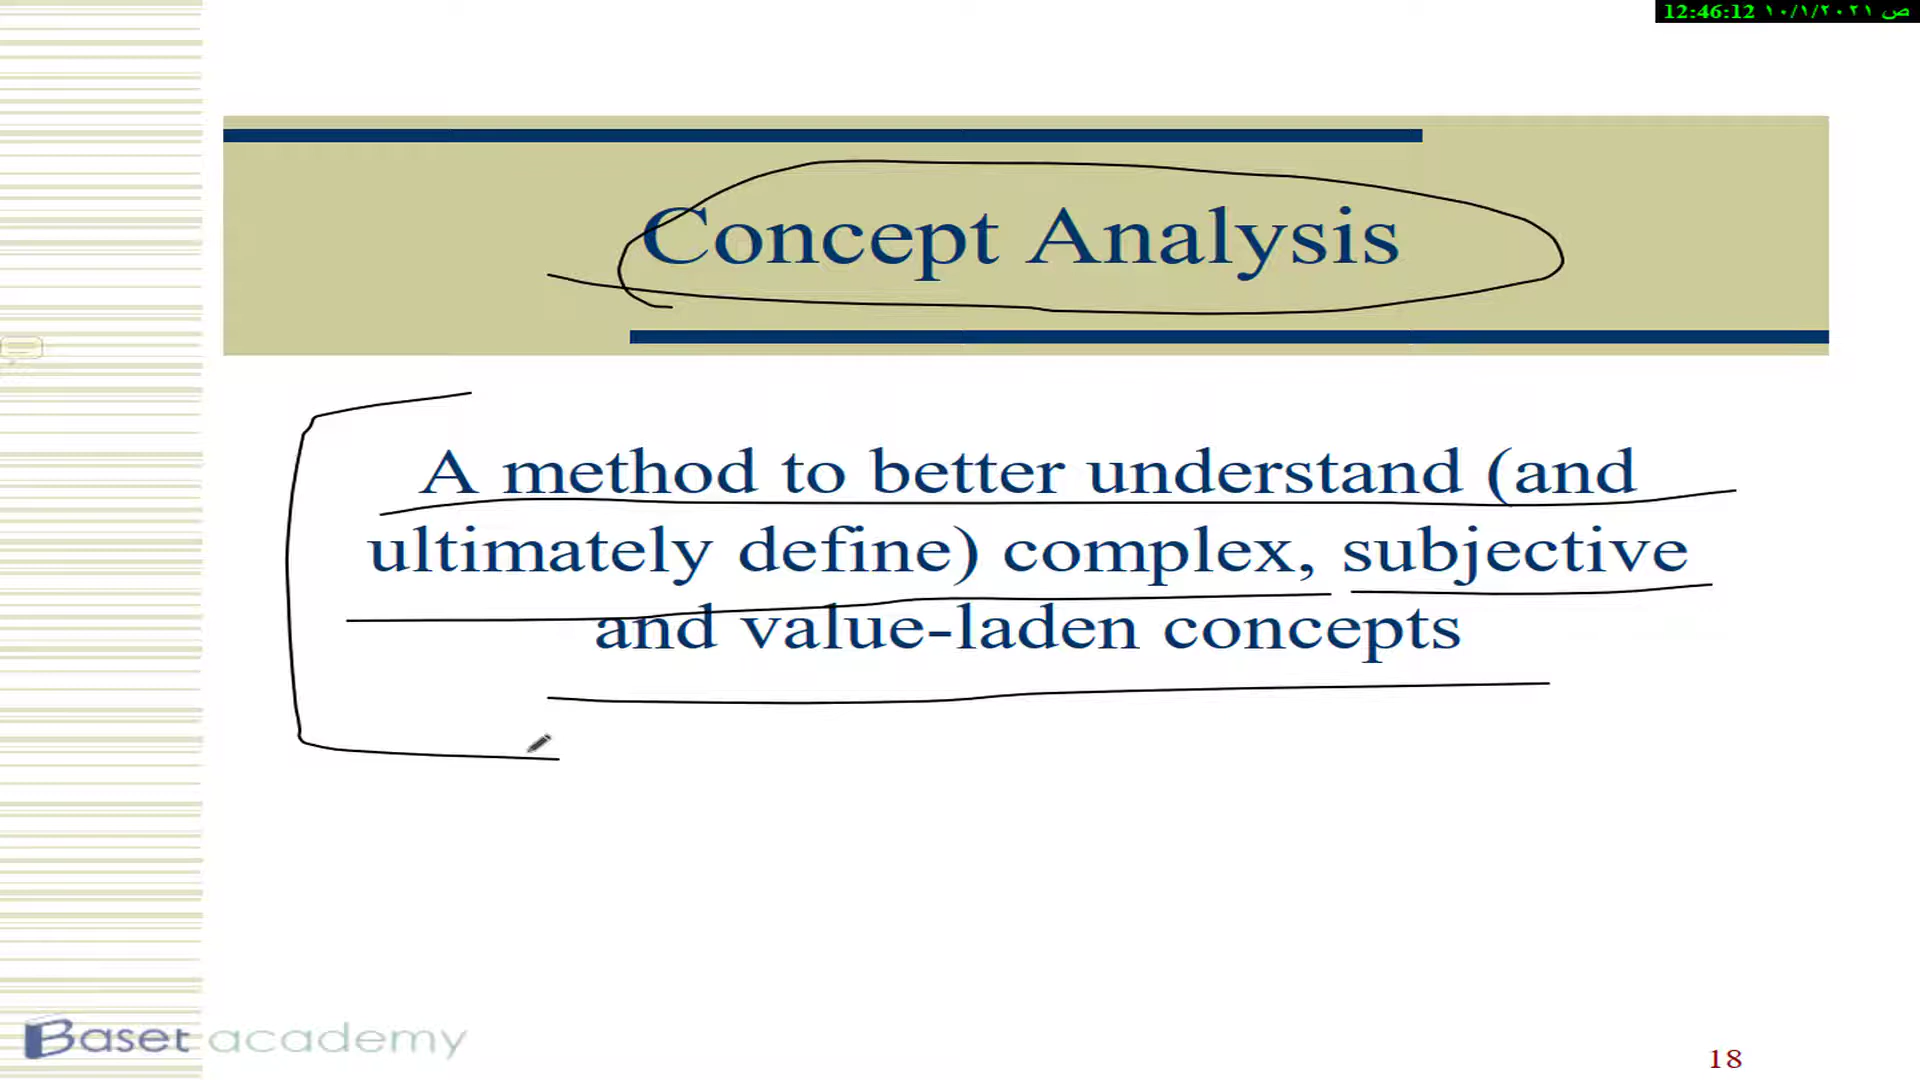 12:46:12 ١٠/١/٢٠٢١ ص
Concept Analysis
A method to better understand (and
ultimately define) complex, subjective
and value-laden concepts
Baset academy
18